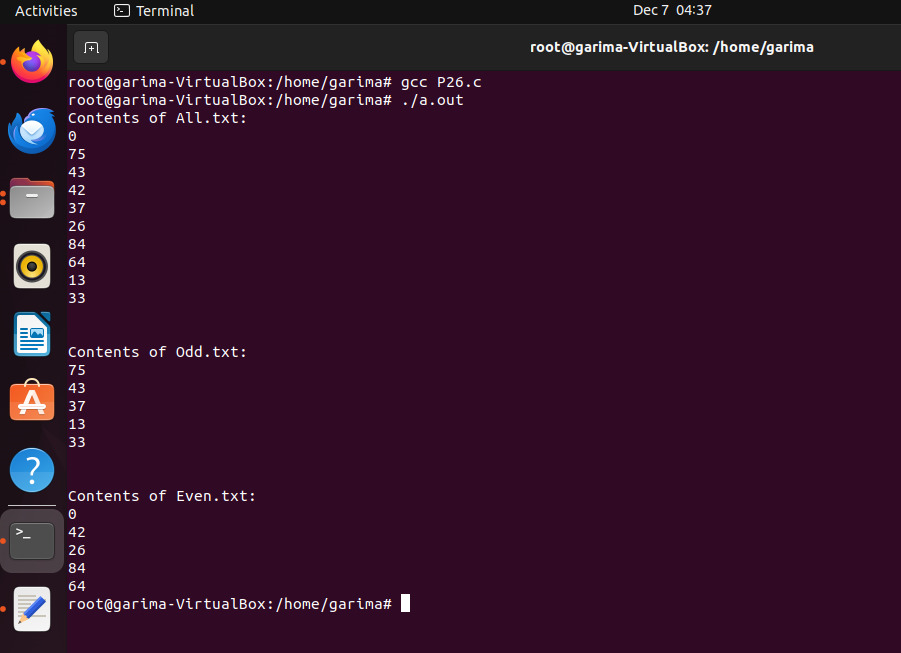 Activities Terminal Dec 7 04:37
root@garima-VirtualBox: /home/garima
root@garima-VirtualBox:/home/garima# gcc P26.c
root@garima-VirtualBox:/home/garima# ./a.out
Contents of All.txt:
0
75
43
42
37
26
84
64
13
33
Contents of Odd.txt:
75
43
37
13
33
Contents of Even.txt:
0
42
26
84
64
root@garima-VirtualBox:/home/garima#